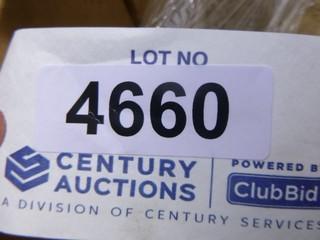 LOT NO
4660
CENTURY AUCTIONS
POWERED B
ClubBid
A DIVISION OF CENTURY SERVICES